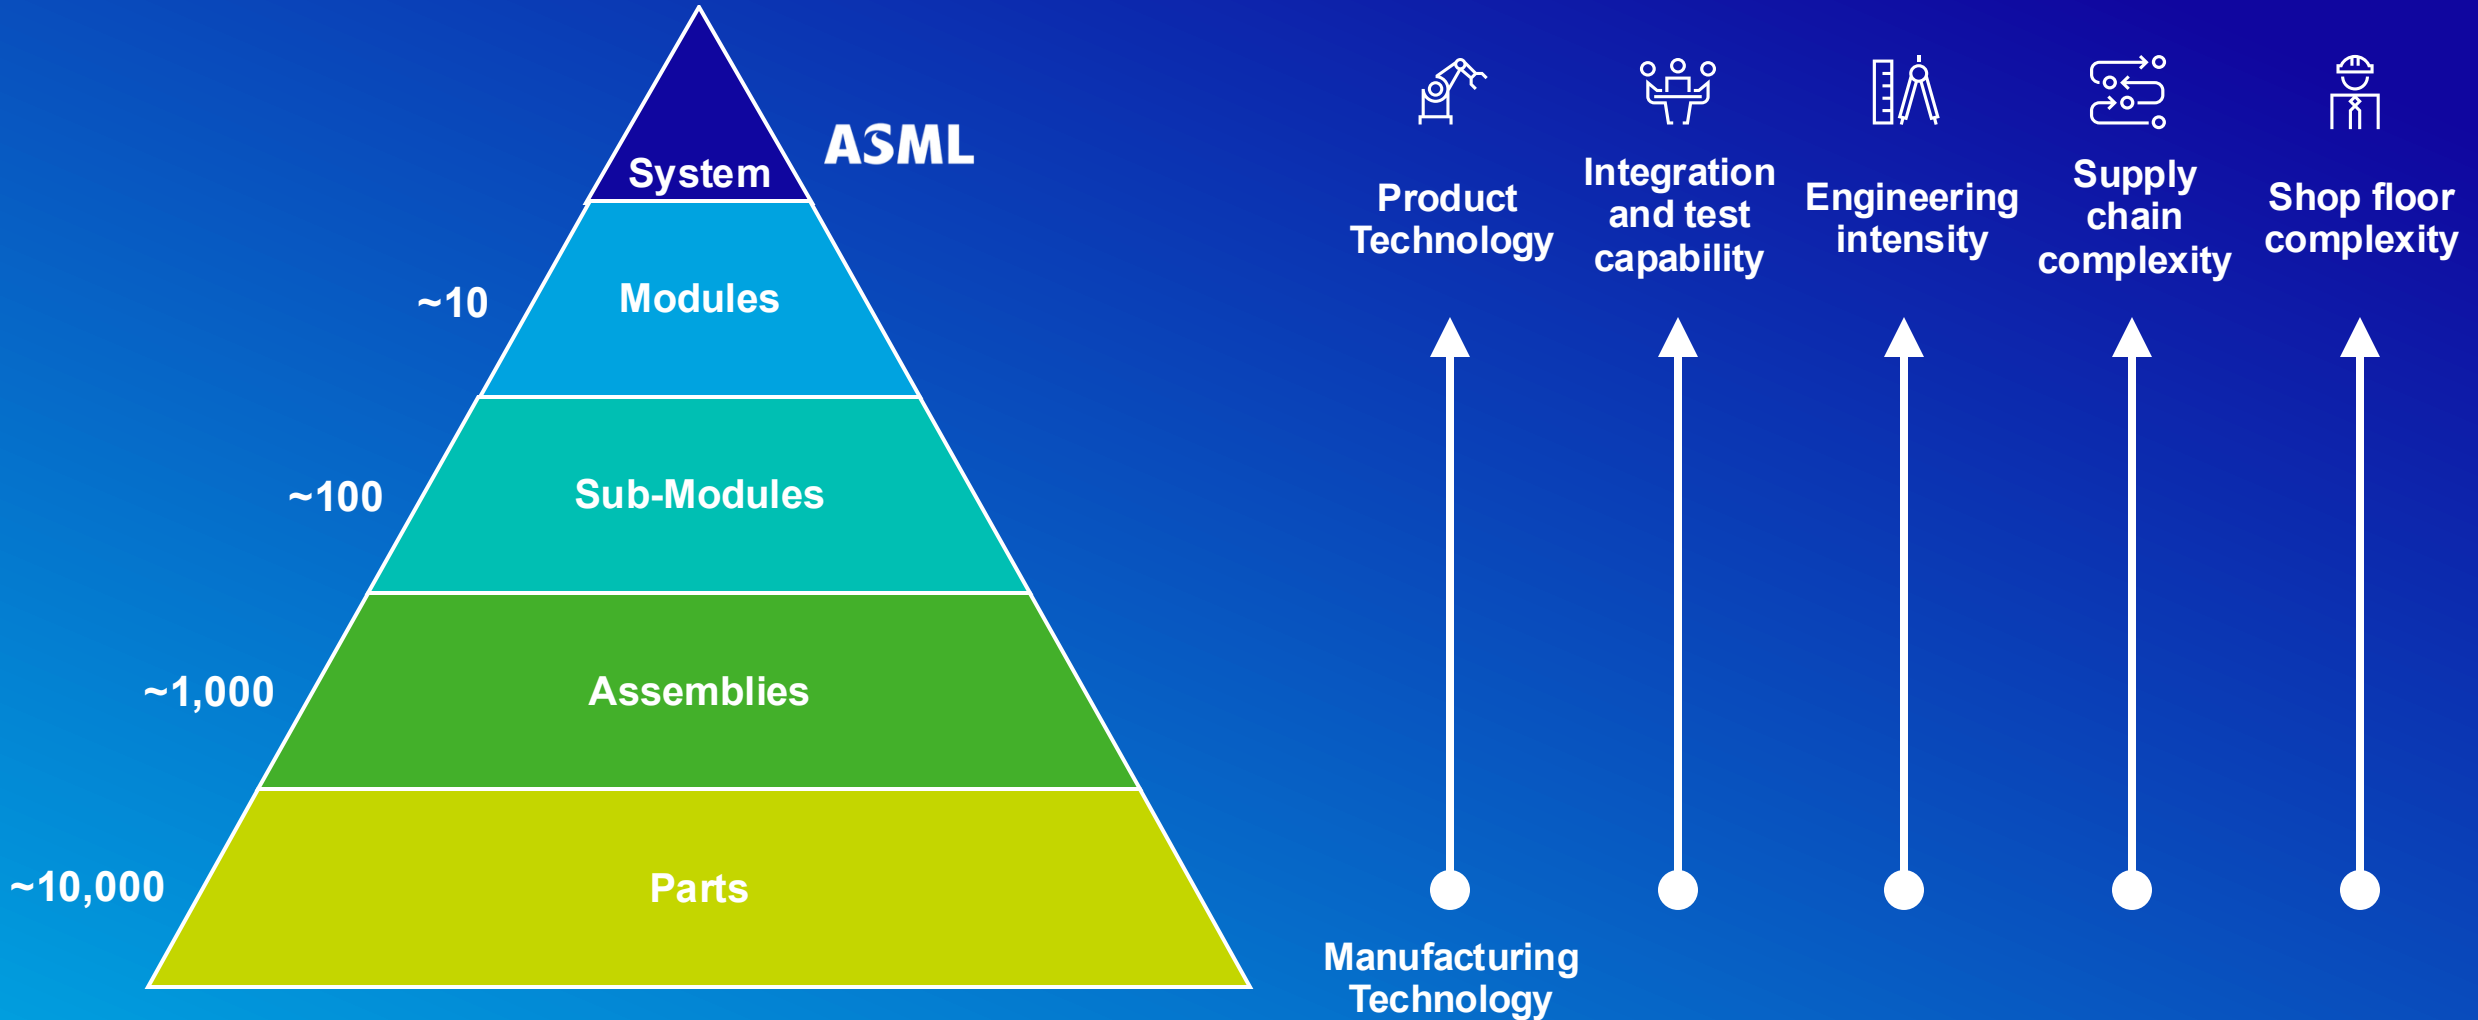 System
ASML
~10
Modules
~100
Sub-Modules
~1,000
Assemblies
~10,000
Parts
Product
Technology
Integration
and test
capability
Engineering
intensity
Supply
chain
complexity
Shop floor
complexity
Manufacturing
Technology